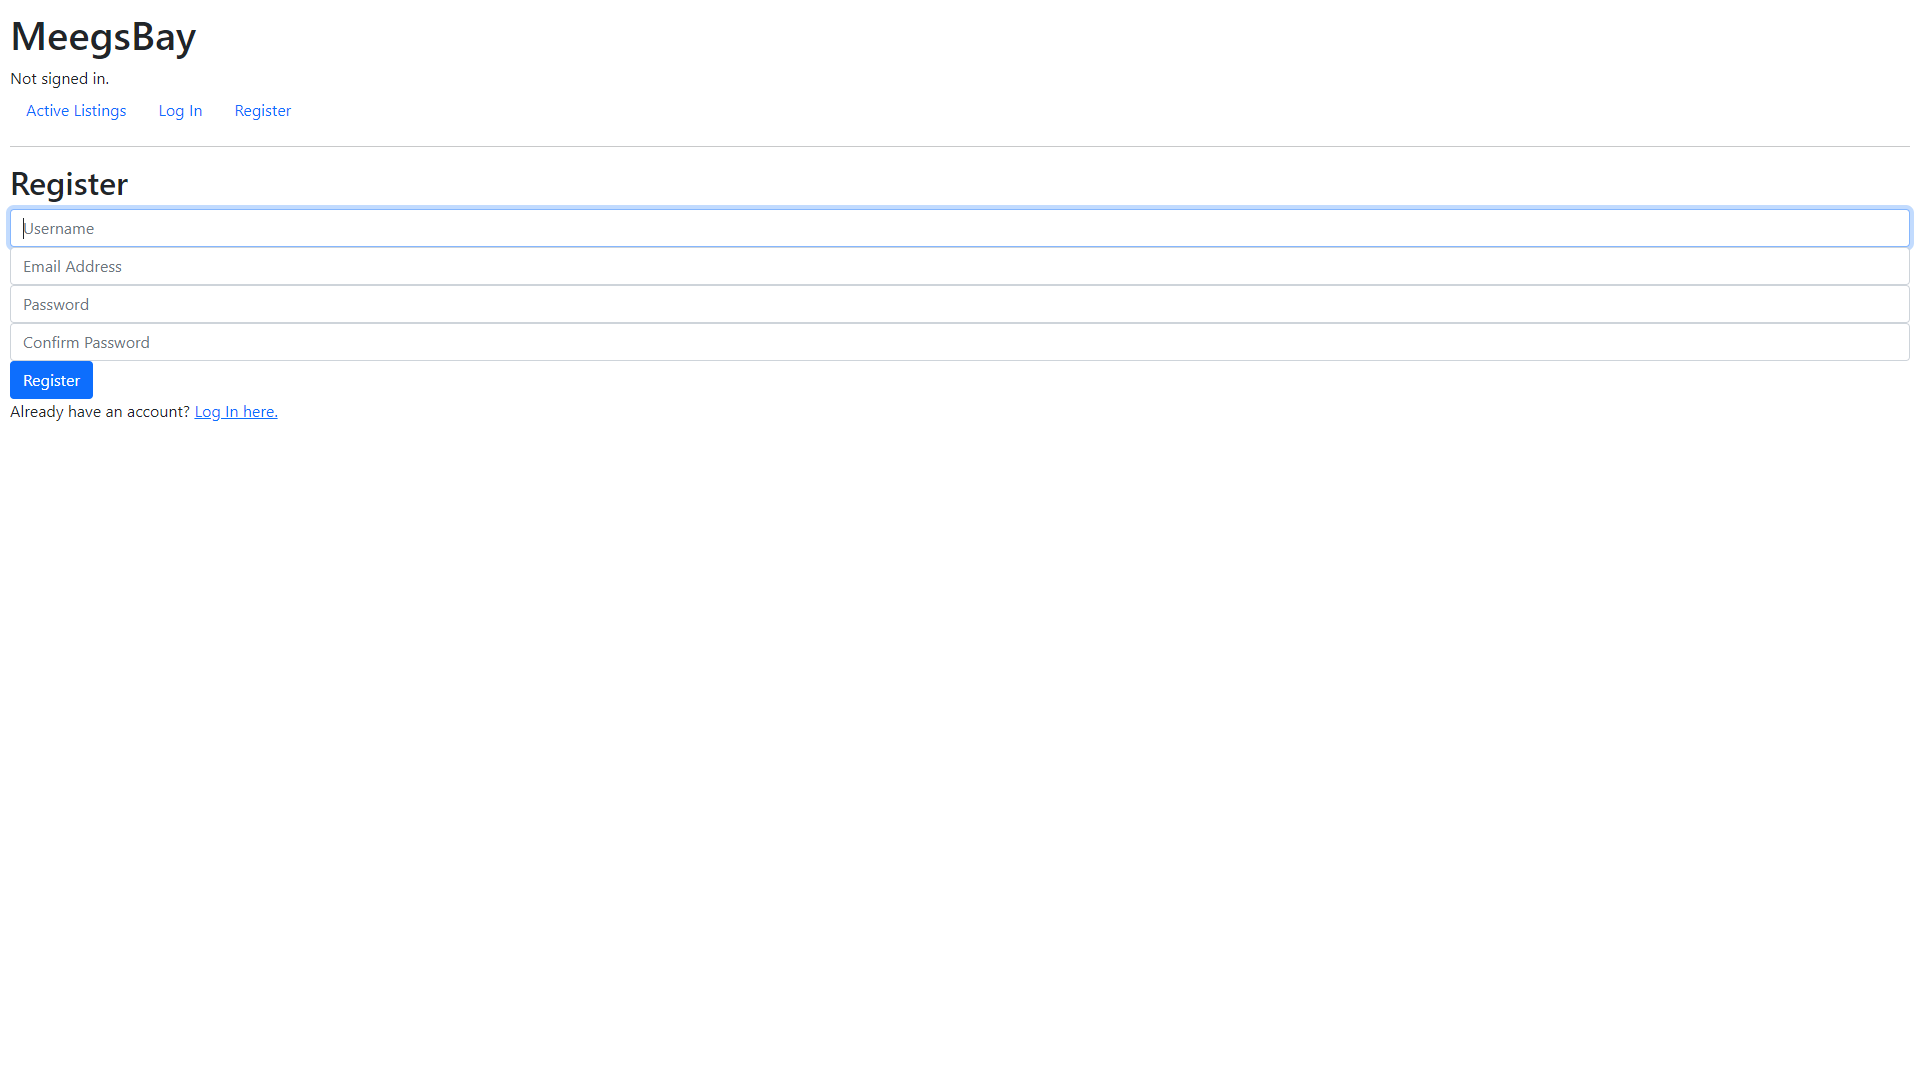 MeegsBay
Not signed in.
Active Listings Log In Register
Register
Username
Email Address
Password
Confirm Password
Register
Already have an account? Log In here.